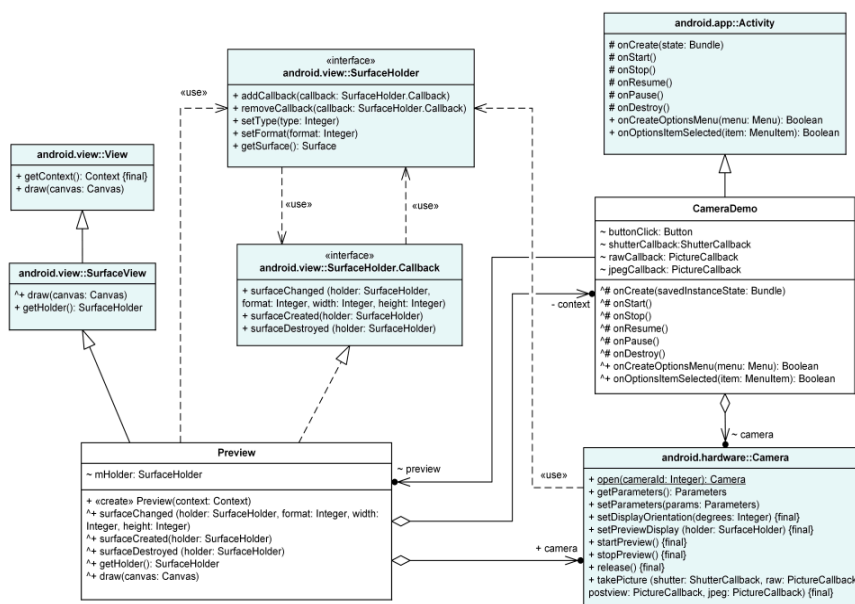 android.app::Activity
# onCreate(state: Bundle)
# onStart()
# onStop()
# onResume()
# onPause()
# onDestroy()
+ onCreateOptionsMenu(menu: Menu): Boolean
+ onOptionsItemSelected(item: MenuItem): Boolean
«interface»
android.view::SurfaceHolder
+ addCallback(callback: SurfaceHolder.Callback)
+ removeCallback(callback: SurfaceHolder.Callback)
+ setType(type: Integer)
+ setFormat(format: Integer)
+ getSurface(): Surface
«use»
«use»
android.view::View
+ getContext(): Context {final}
+ draw(canvas: Canvas)
«use»
«use»
CameraDemo
~ buttonClick: Button
~ shutterCallback:ShutterCallback
~ rawCallback: PictureCallback
~ jpegCallback: PictureCallback
^# onCreate(savedInstanceState: Bundle)
^# onStart()
^# onStop()
^# onResume()
^# onPause()
^# onDestroy()
^+ onCreateOptionsMenu(menu: Menu): Boolean
^+ onOptionsItemSelected(item: MenuItem): Boolean
android.view::SurfaceView
^+ draw(canvas: Canvas)
+ getHolder(): SurfaceHolder
«interface»
android.view::SurfaceHolder.Callback
+ surfaceChanged (holder: SurfaceHolder,
format: Integer, width: Integer, height: Integer)
+ surfaceCreated(holder: SurfaceHolder)
+ surfaceDestroyed (holder: SurfaceHolder)
- context
~ camera
Preview
~ mHolder: SurfaceHolder
+ «create» Preview(context: Context)
^+ surfaceChanged (holder: SurfaceHolder, format: Integer, width:
Integer, height: Integer)
^+ surfaceCreated(holder: SurfaceHolder)
^+ surfaceDestroyed (holder: SurfaceHolder)
^+ getHolder(): SurfaceHolder
^+ draw(canvas: Canvas)
~ preview
+ camera
android.hardware::Camera
+ open(cameraId: Integer): Camera
+ getParameters(): Parameters
+ setParameters(params: Parameters)
+ setDisplayOrientation(degrees: Integer) {final}
+ setPreviewDisplay (holder: SurfaceHolder) {final}
+ startPreview() {final}
+ stopPreview() {final}
+ release() {final}
+ takePicture (shutter: ShutterCallback, raw: PictureCallback,
postview: PictureCallback, jpeg: PictureCallback) {final}